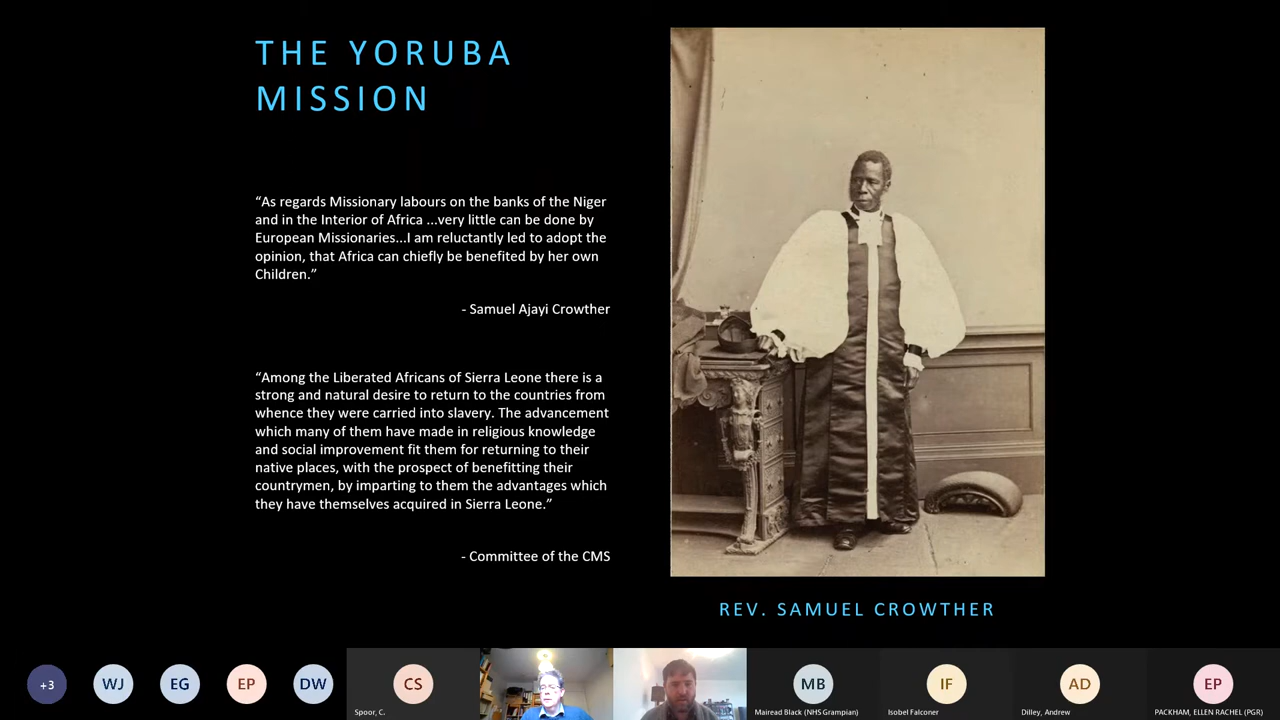 THE YORUBA
MISSION
“As regards Missionary labours on the banks of the Niger
and in the Interior of Africa ...very little can be done by
European Missionaries...I am reluctantly led to adopt the
opinion, that Africa can chiefly be benefited by her own
Children.”
- Samuel Ajayi Crowther
“Among the Liberated Africans of Sierra Leone there is a
strong and natural desire to return to the countries from
whence they were carried into slavery. The advancement
which many of them have made in religious knowledge
and social improvement fit them for returning to their
native places, with the prospect of benefitting their
countrymen, by imparting to them the advantages which
they have themselves acquired in Sierra Leone.”
- Committee of the CMS
REV. SAMUEL CROWTHER
+3
WJ
EG
EP
DW
CS
Spoor, C.
MB
Mairead Black (NHS Grampian)
IF
Isobel Falconer
AD
Dilley, Andrew
EP
PACKHAM, ELLEN RACHEL (PGR)